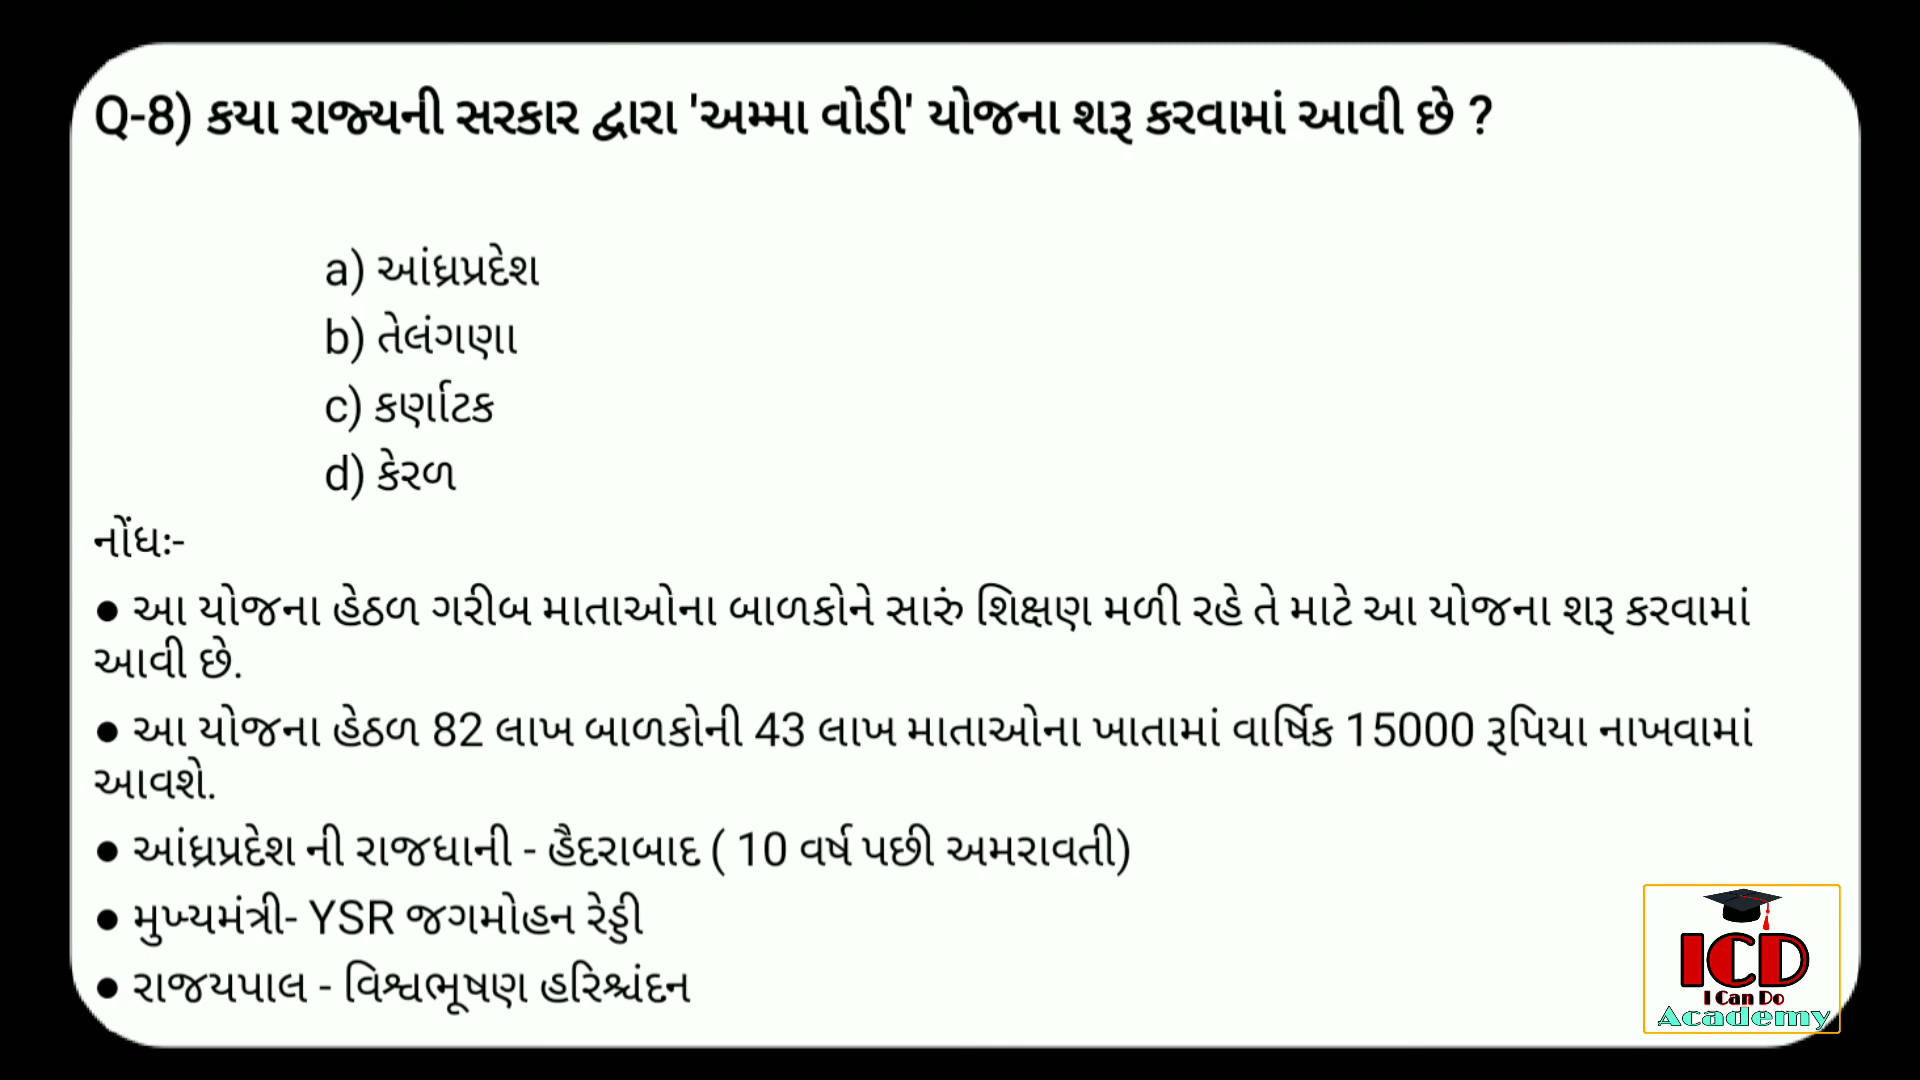 Q-8) કયા રાજ્યની સરકાર દ્વારા 'અમ્મા વોડી' યોજના શરૂ કરવામાં આવી છે ?
a) આંધ્રપ્રદેશ
b) તેલંગણા
c) કર્ણાટક
d) કેરળ
નોંધઃ-
● આ યોજના હેઠળ ગરીબ માતાઓના બાળકોને સારું શિક્ષણ મળી રહે તે માટે આ યોજના શરૂ કરવામાં
આવી છે.
● આ યોજના હેઠળ 82 લાખ બાળકોની 43 લાખ માતાઓના ખાતામાં વાર્ષિક 15000 રૂપિયા નાખવામાં
આવશે.
● આંધ્રપ્રદેશ ની રાજધાની - હૈદરાબાદ ( 10 વર્ષ પછી અમરાવતી)
● મુખ્યમંત્રી- YSR જગમોહન રેડ્ડી
● રાજયપાલ - વિશ્વભૂષણ હરિશ્ચંદન
ICD
I Can Do
Academy